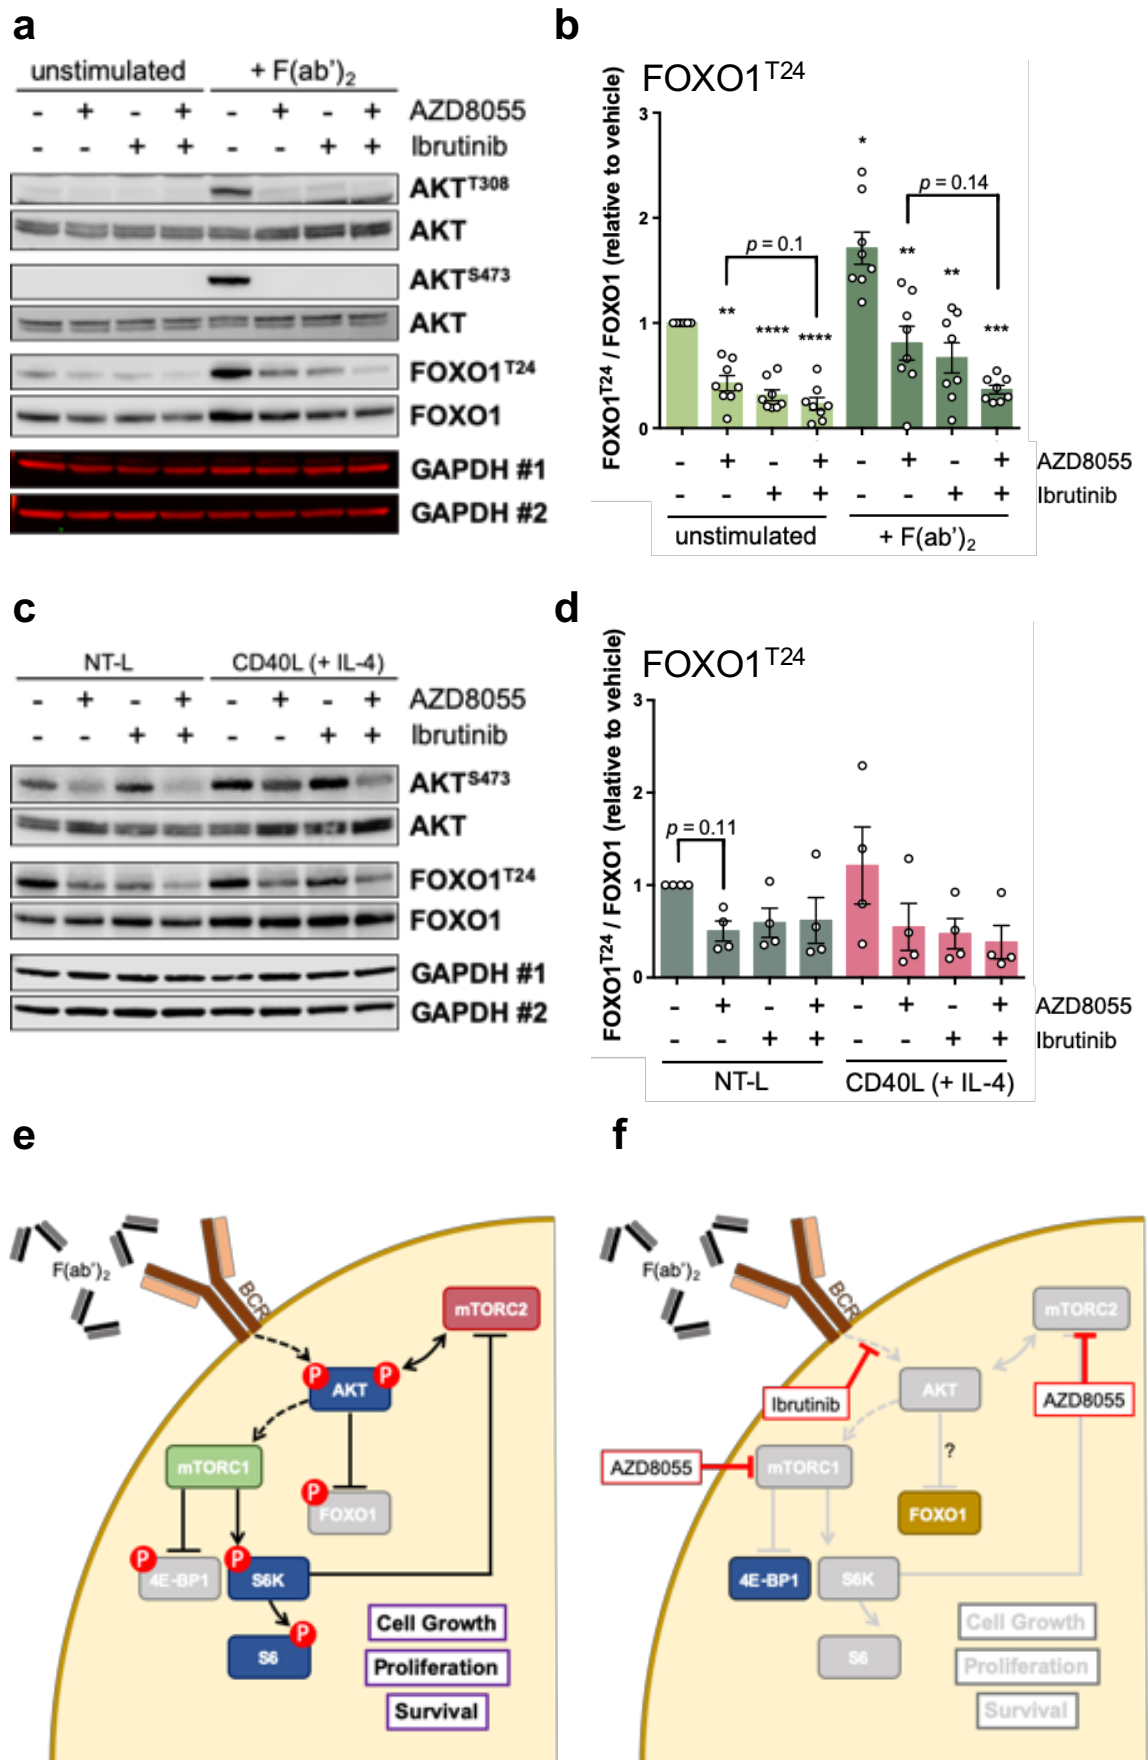 a
unstimulated + F(ab')₂
- + - + - + - + AZD8055
- - + + - - + + Ibrutinib
AKTᵀ³⁰⁸
AKT
AKTˢ⁴⁷³
AKT
FOXO1ᵀ²⁴
FOXO1
GAPDH #1
GAPDH #2
b
FOXO1ᵀ²⁴
FOXO1ᵀ²⁴ / FOXO1 (relative to vehicle)
3
2
1
0
*
p = 0.14
p = 0.1
** **** **** ** ** ***
- + - + - + - + AZD8055
- - + + - - + + Ibrutinib
unstimulated + F(ab')₂
c
NT-L CD40L (+ IL-4)
- + - + - + - + AZD8055
- - + + - - + + Ibrutinib
AKTˢ⁴⁷³
AKT
FOXO1ᵀ²⁴
FOXO1
GAPDH #1
GAPDH #2
d
FOXO1ᵀ²⁴
FOXO1ᵀ²⁴ / FOXO1 (relative to vehicle)
3
2
1
0
p = 0.11
- + - + - + - + AZD8055
- - + + - - + + Ibrutinib
NT-L CD40L (+ IL-4)
e
F(ab')₂
BCR
mTORC2
P P
AKT
mTORC1
P
FOXO1
P P
4E-BP1 S6K
P
S6
Cell Growth
Proliferation
Survival
f
F(ab')₂
BCR
mTORC2
AKT
Ibrutinib
AZD8055
AZD8055
mTORC1
?
FOXO1
4E-BP1 S6K
S6
Cell Growth
Proliferation
Survival